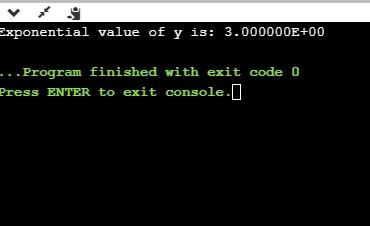 Exponential value of y is: 3.000000E+00
...Program finished with exit code 0
Press ENTER to exit console.